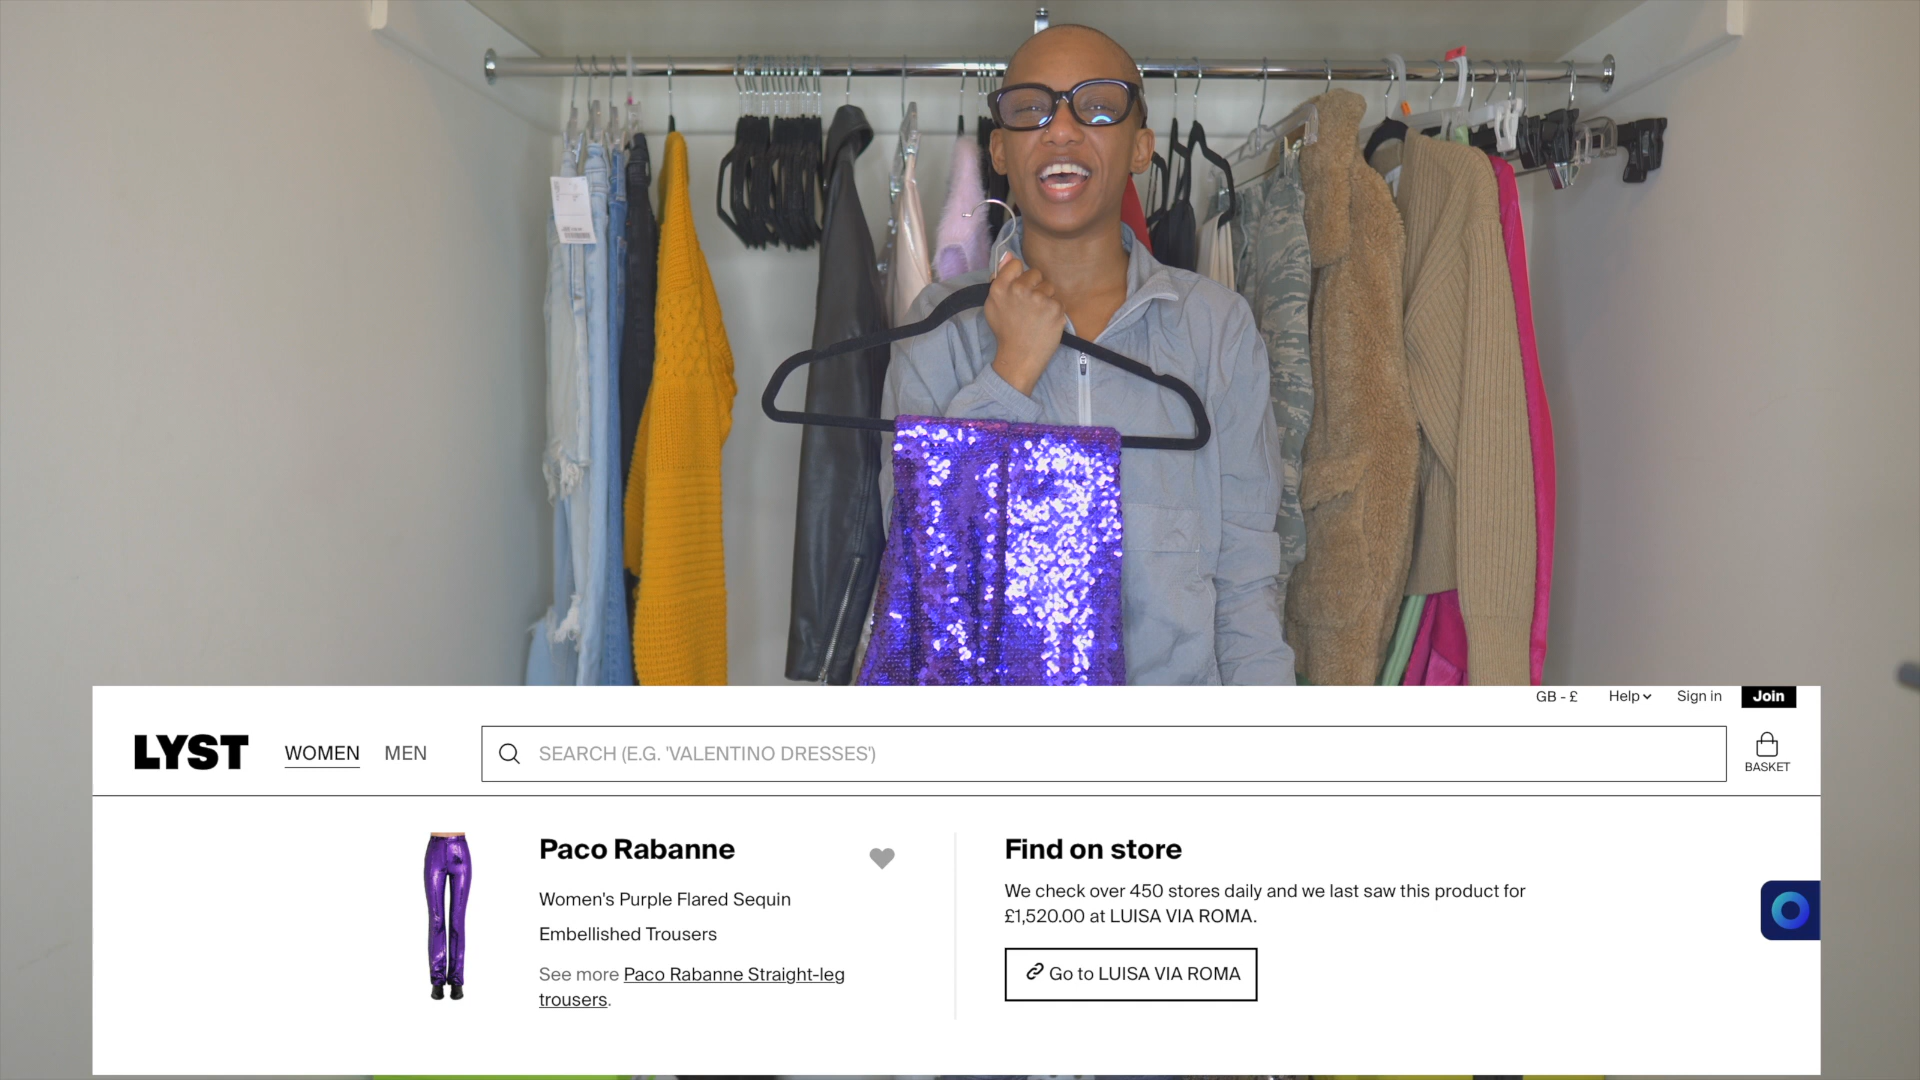 GB - £ Help Sign in Join
LYST WOMEN MEN SEARCH (E.G. 'VALENTINO DRESSES') BASKET
Paco Rabanne
Women's Purple Flared Sequin
Embellished Trousers
See more Paco Rabanne Straight-leg
trousers.
Find on store
We check over 450 stores daily and we last saw this product for
£1,520.00 at LUISA VIA ROMA.
Go to LUISA VIA ROMA